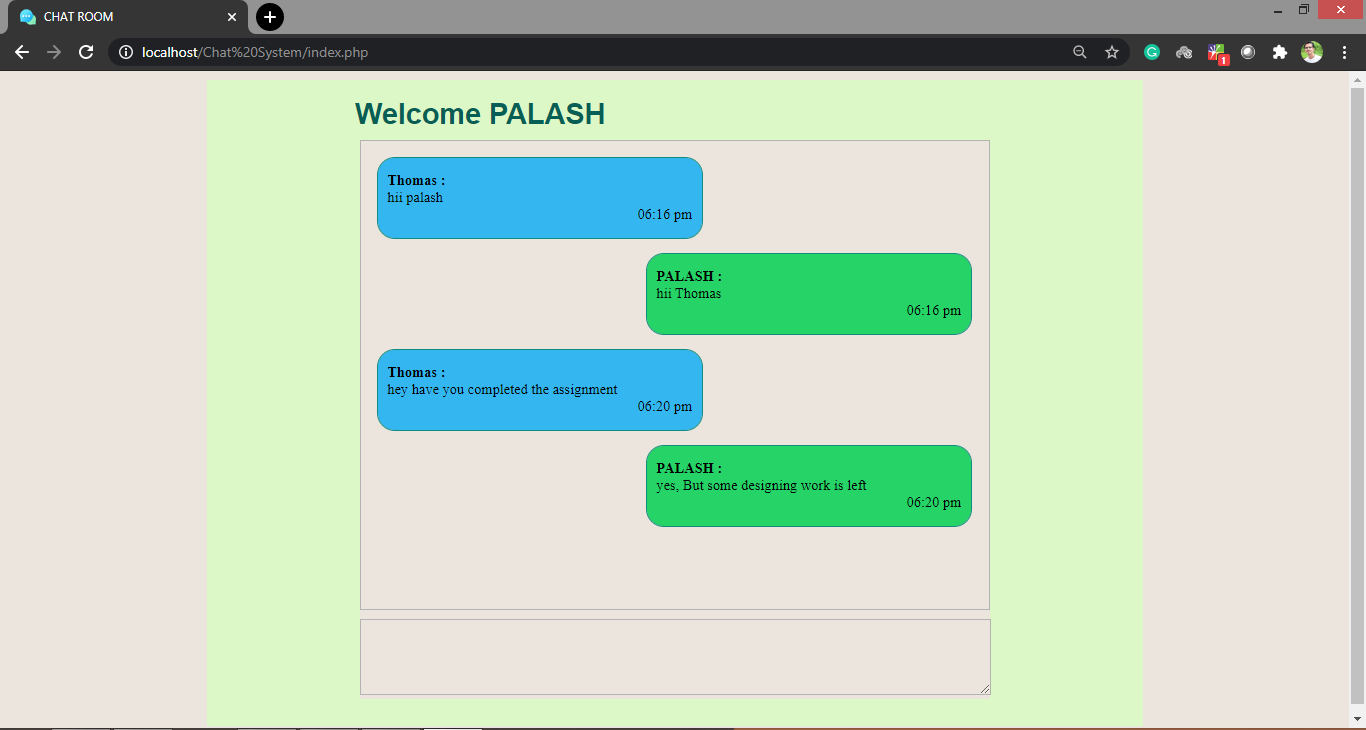 CHAT ROOM
localhost/Chat%20System/index.php
1
Welcome PALASH
Thomas :
hii palash
06:16 pm
PALASH :
hii Thomas
06:16 pm
Thomas :
hey have you completed the assignment
06:20 pm
PALASH :
yes, But some designing work is left
06:20 pm